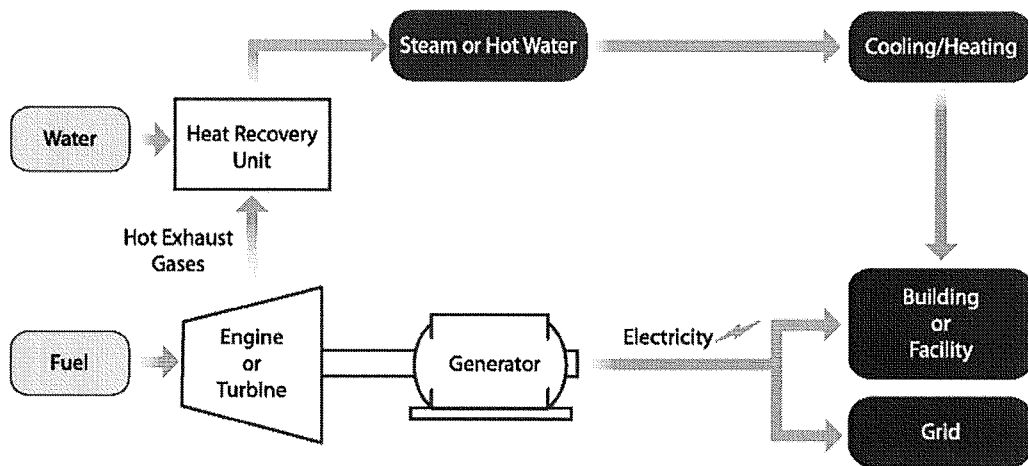 Steam or Hot Water
Cooling/Heating
Water
Heat Recovery
Unit
Hot Exhaust
Gases
Building
or
Facility
Engine
or
Turbine
Electricity
Fuel
Generator
Grid